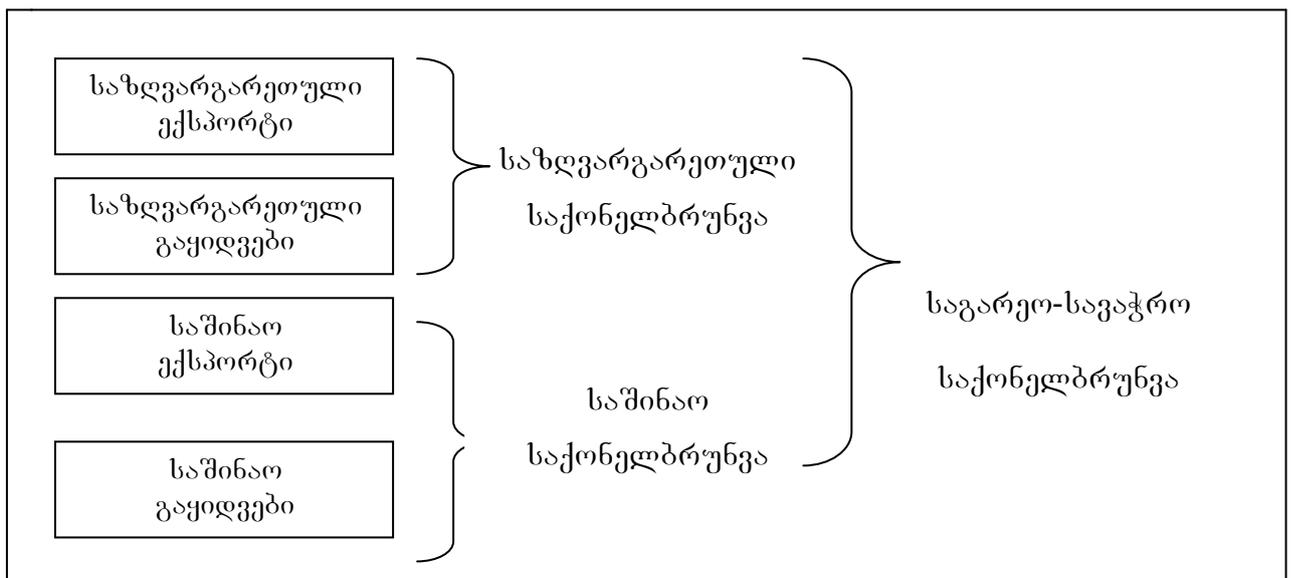 საზღვარგარეთული
ექსპორტი
საზღვარგარეთული
გაყიდვები
საშინაო
ექსპორტი
საშინაო
გაყიდვები
საზღვარგარეთული
საქონელბრუნვა
საშინაო
საქონელბრუნვა
საგარეო-სავაჭრო
საქონელბრუნვა